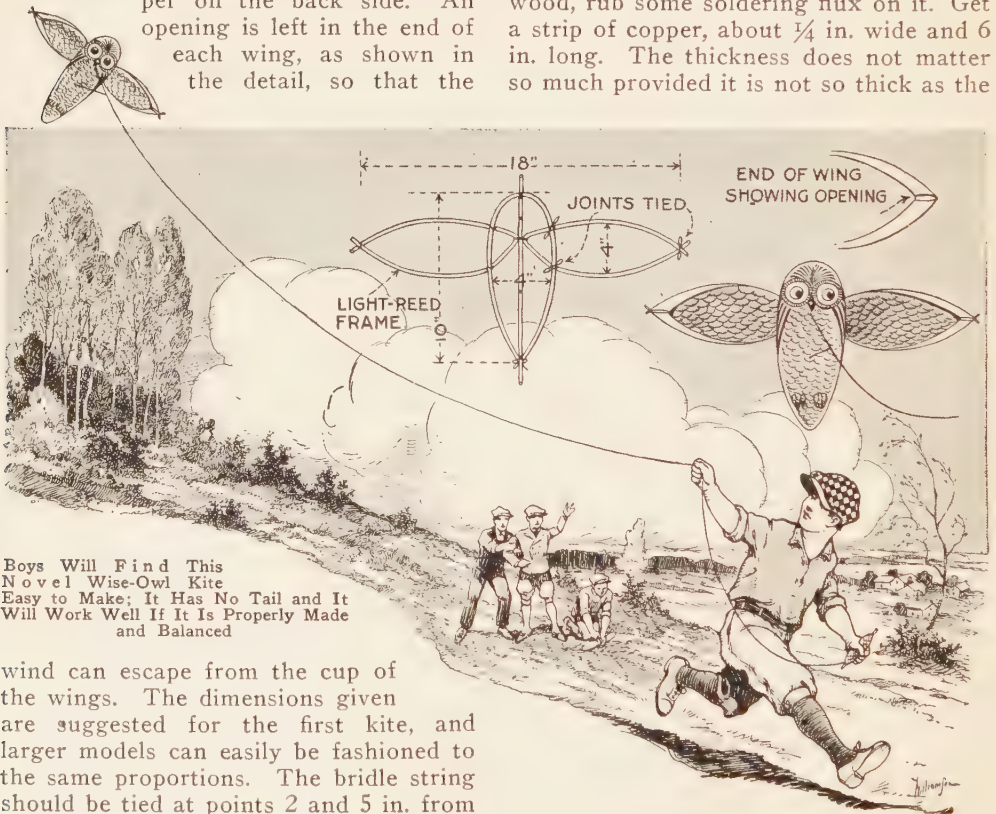 per on the back side. An
opening is left in the end of
each wing, as shown in
the detail, so that the
wood, rub some soldering flux on it. Get
a strip of copper, about ¼ in. wide and 6
in. long. The thickness does not matter
so much provided it is not so thick as the
18"
JOINTS TIED
END OF WING
SHOWING OPENING
4"
4"
LIGHT-REED
FRAME
10"
Boys Will Find This
Novel Wise-Owl Kite
Easy to Make; It Has No Tail and It
Will Work Well If It Is Properly Made
and Balanced
wind can escape from the cup of
the wings. The dimensions given
are suggested for the first kite, and
larger models can easily be fashioned to
the same proportions. The bridle string
should be tied at points 2 and 5 in. from